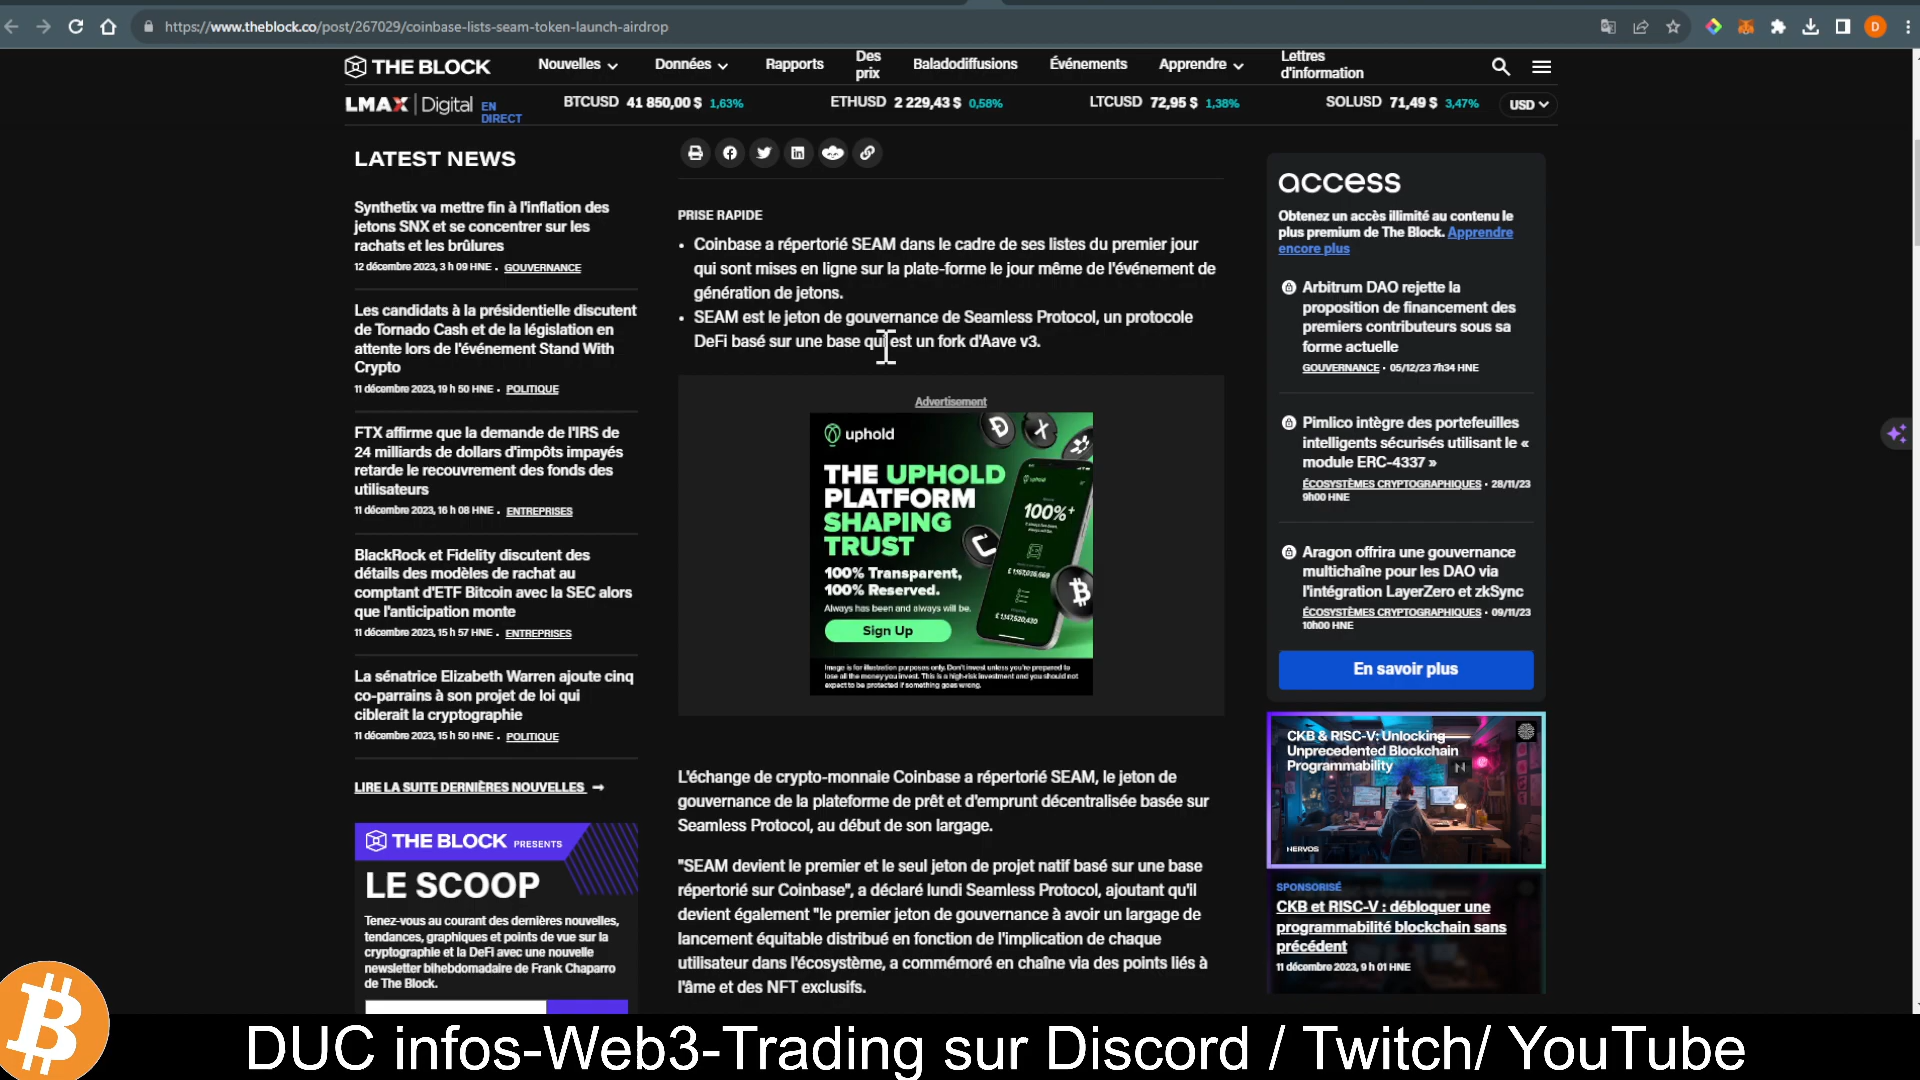 https://www.theblock.co/post/267029/coinbase-lists-seam-token-launch-airdrop
D
THE BLOCK
Nouvelles
Données
Rapports
Des
prix
Baladodiffusions
Événements
Apprendre
Lettres
d'information
LMAX Digital EN
DIRECT
BTCUSD 41 850,00 $ 1,63%
ETHUSD 2 229,43 $ 0,58%
LTCUSD 72,95 $ 1,38%
SOLUSD 71,49 $ 3,47%
USD
LATEST NEWS
Synthetix va mettre fin à l'inflation des
jetons SNX et se concentrer sur les
rachats et les brûlures
12 décembre 2023, 3 h 09 HNE • GOUVERNANCE
Les candidats à la présidentielle discutent
de Tornado Cash et de la législation en
attente lors de l'événement Stand With
Crypto
11 décembre 2023, 19 h 50 HNE • POLITIQUE
FTX affirme que la demande de l'IRS de
24 milliards de dollars d'impôts impayés
retarde le recouvrement des fonds des
utilisateurs
11 décembre 2023, 16 h 08 HNE • ENTREPRISES
BlackRock et Fidelity discutent des
détails des modèles de rachat au
comptant d'ETF Bitcoin avec la SEC alors
que l'anticipation monte
11 décembre 2023, 15 h 57 HNE • ENTREPRISES
La sénatrice Elizabeth Warren ajoute cinq
co-parrains à son projet de loi qui
ciblerait la cryptographie
11 décembre 2023, 15 h 50 HNE • POLITIQUE
LIRE LA SUITE DERNIÈRES NOUVELLES →
THE BLOCK PRESENTS
LE SCOOP
Tenez-vous au courant des dernières nouvelles,
tendances, graphiques et points de vue sur la
cryptographie et la DeFi avec une nouvelle
newsletter bihebdomadaire de Frank Chaparro
de The Block.
PRISE RAPIDE
• Coinbase a répertorié SEAM dans le cadre de ses listes du premier jour
qui sont mises en ligne sur la plate-forme le jour même de l'événement de
génération de jetons.
• SEAM est le jeton de gouvernance de Seamless Protocol, un protocole
DeFi basé sur une base qui est un fork d'Aave v3.
Advertisement
uphold
THE UPHOLD
PLATFORM
SHAPING
TRUST
100% Transparent,
100% Reserved.
Always has been and always will be.
Sign Up
100%+
Image is for illustration purposes only. Don't invest unless you're prepared to
lose all the money you invest. This is a high-risk investment and you should not
expect to be protected if something goes wrong.
L'échange de crypto-monnaie Coinbase a répertorié SEAM, le jeton de
gouvernance de la plateforme de prêt et d'emprunt décentralisée basée sur
Seamless Protocol, au début de son largage.
"SEAM devient le premier et le seul jeton de projet natif basé sur une base
répertorié sur Coinbase", a déclaré lundi Seamless Protocol, ajoutant qu'il
devient également "le premier jeton de gouvernance à avoir un largage de
lancement équitable distribué en fonction de l'implication de chaque
utilisateur dans l'écosystème, a commémoré en chaîne via des points liés à
l'âme et des NFT exclusifs.
access
Obtenez un accès illimité au contenu le
plus premium de The Block. Apprendre
encore plus
Arbitrum DAO rejette la
proposition de financement des
premiers contributeurs sous sa
forme actuelle
GOUVERNANCE • 05/12/23 7h34 HNE
Pimlico intègre des portefeuilles
intelligents sécurisés utilisant le «
module ERC-4337 »
ÉCOSYSTÈMES CRYPTOGRAPHIQUES • 28/11/23
9h00 HNE
Aragon offrira une gouvernance
multichaîne pour les DAO via
l'intégration LayerZero et zkSync
ÉCOSYSTÈMES CRYPTOGRAPHIQUES • 09/11/23
10h00 HNE
En savoir plus
CKB & RISC-V: Unlocking
Unprecedented Blockchain
Programmability
HERVOS
SPONSORISÉ
CKB et RISC-V : débloquer une
programmabilité blockchain sans
précédent
11 décembre 2023, 9 h 01 HNE
DUC infos-Web3-Trading sur Discord / Twitch/ YouTube